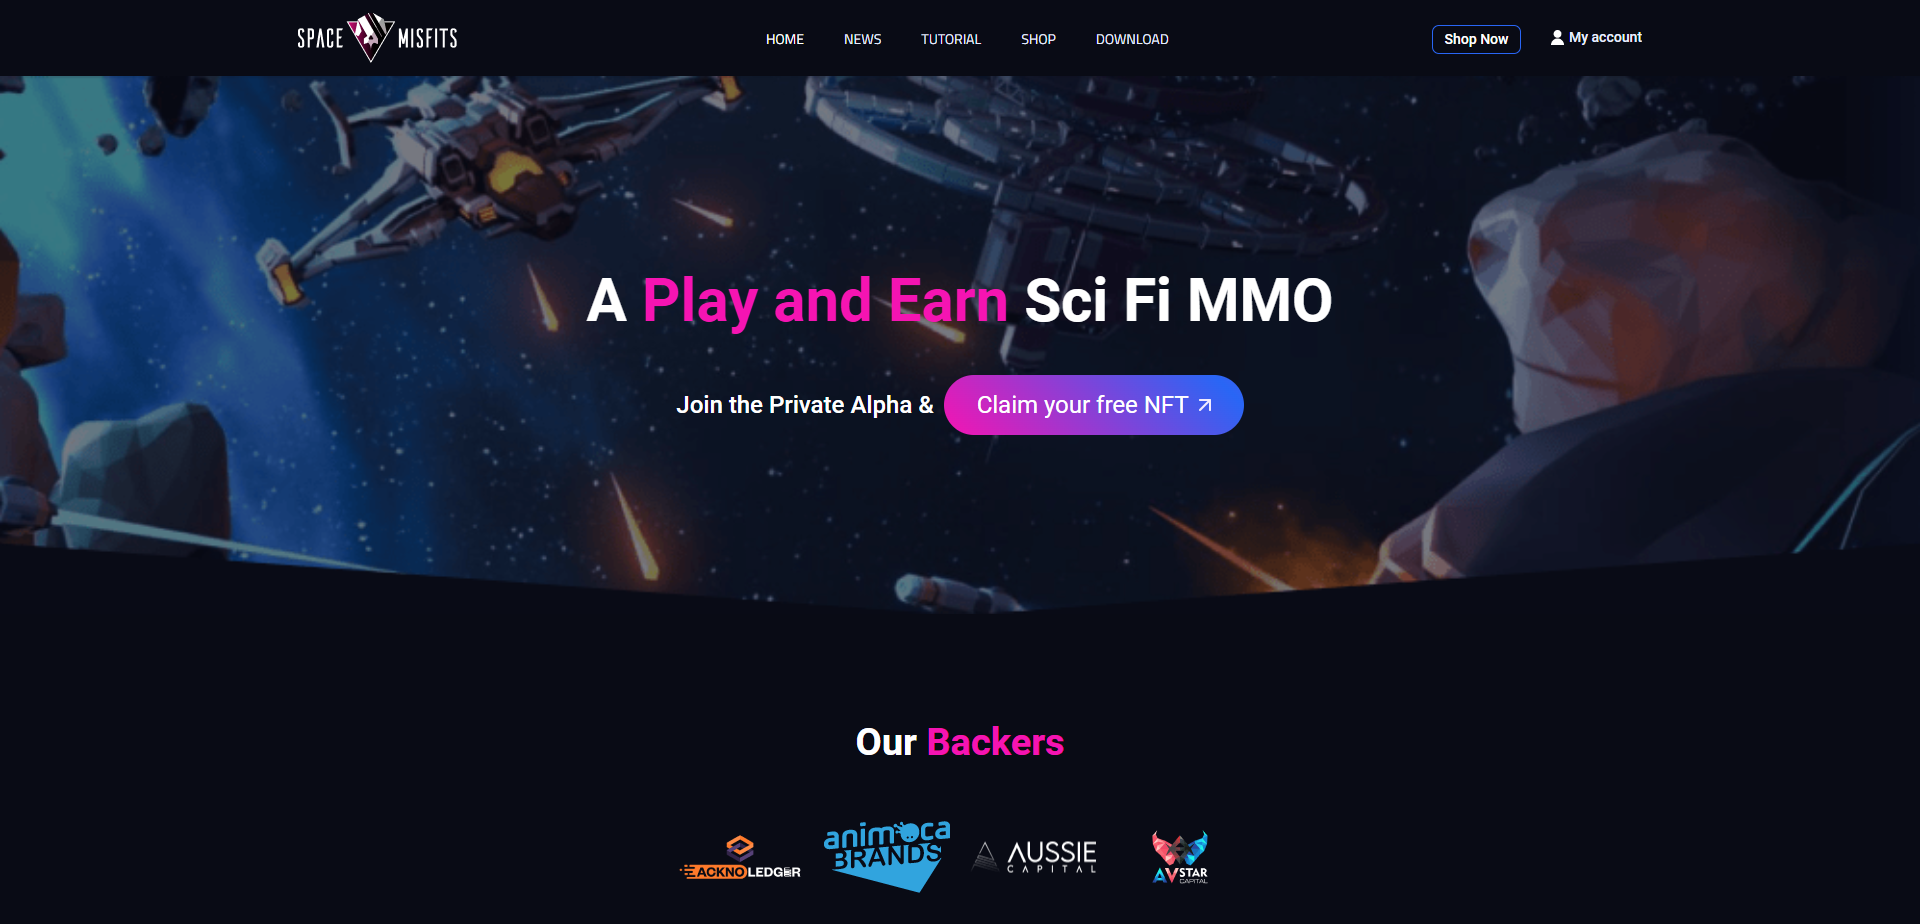 SPACE MISFITS
HOME NEWS TUTORIAL SHOP DOWNLOAD
Shop Now
My account
A Play and Earn Sci Fi MMO
Join the Private Alpha & Claim your free NFT
Our Backers
ACKNOLEDGER
animoca
BRANDS
AUSSIE
CAPITAL
AVSTAR
CAPITAL